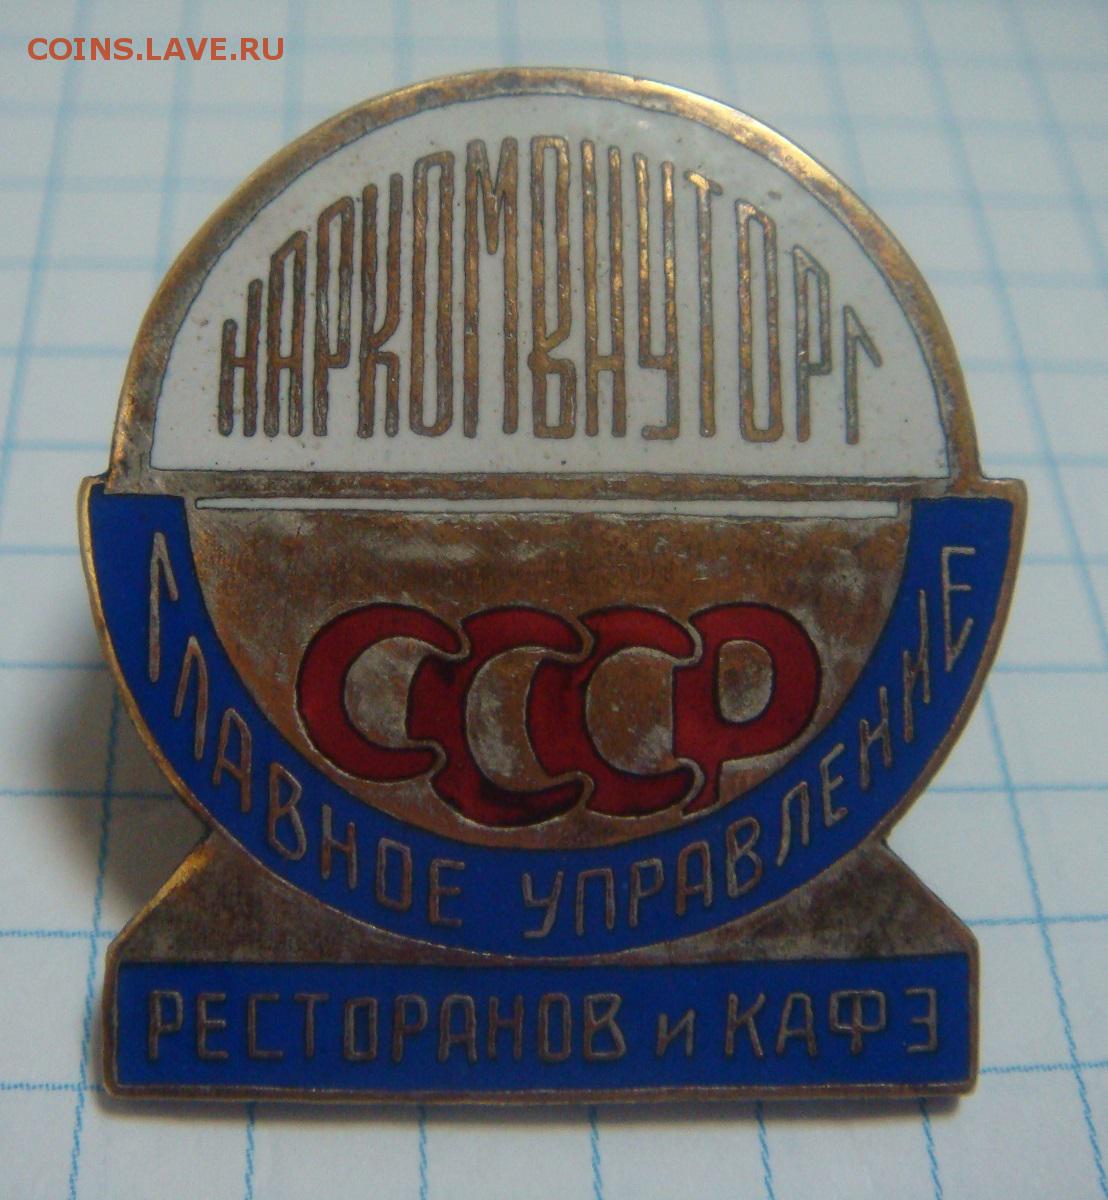 COINS.LAVE.RU
НАРКОМВНУТОРГ
СССР
ГЛАВНОЕ УПРАВЛЕНИЕ
РЕСТОРАНОВ и КАФЭ